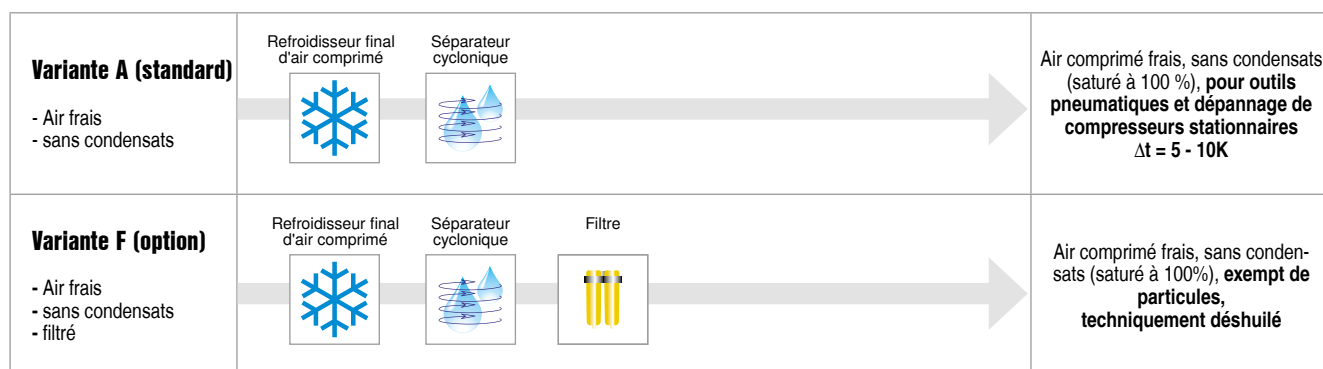 Variante A (standard)
- Air frais
- sans condensats
Refroidisseur final
d'air comprimé
Séparateur
cyclonique
Air comprimé frais, sans condensats
(saturé à 100 %), pour outils
pneumatiques et dépannage de
compresseurs stationnaires
Δt = 5 - 10K
Variante F (option)
- Air frais
- sans condensats
- filtré
Refroidisseur final
d'air comprimé
Séparateur
cyclonique
Filtre
Air comprimé frais, sans conden-
sats (saturé à 100%), exempt de
particules,
techniquement déshuilé